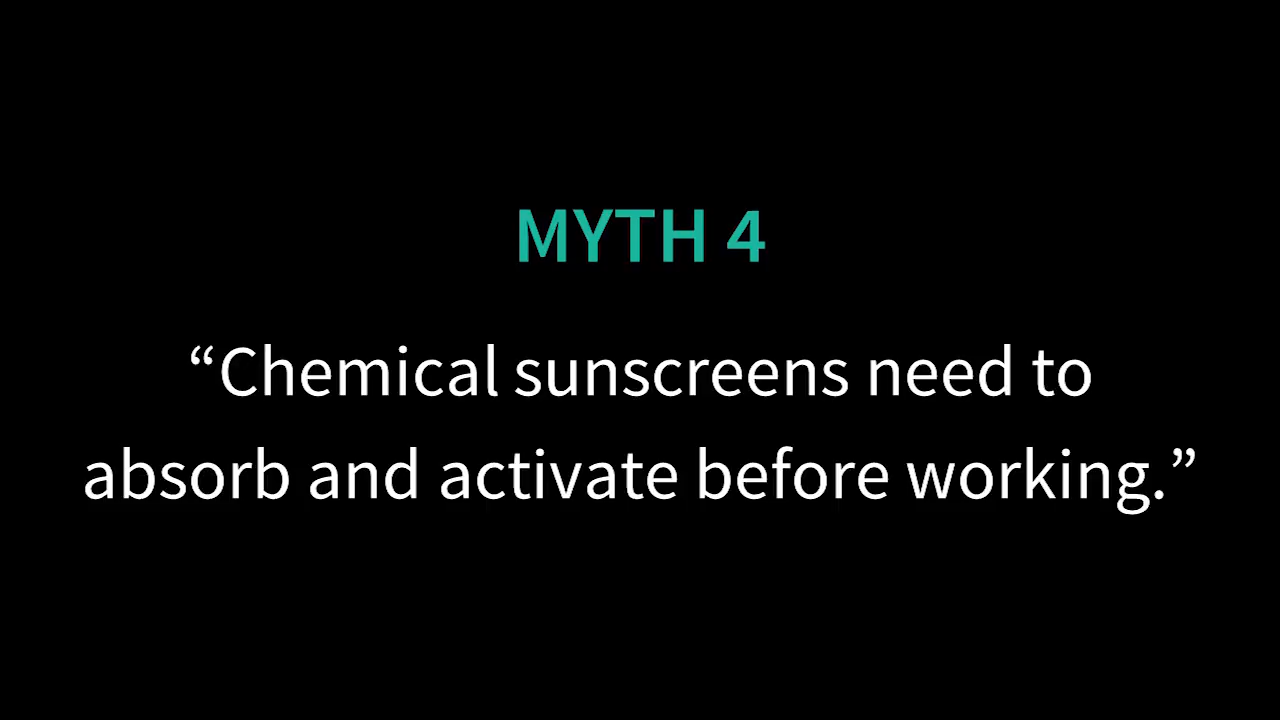 MYTH 4
“Chemical sunscreens need to
absorb and activate before working.”